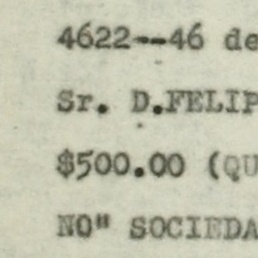 4622--46 de
Sr. D.FELIP
$500.00 (QU
NO" SOCIEDA